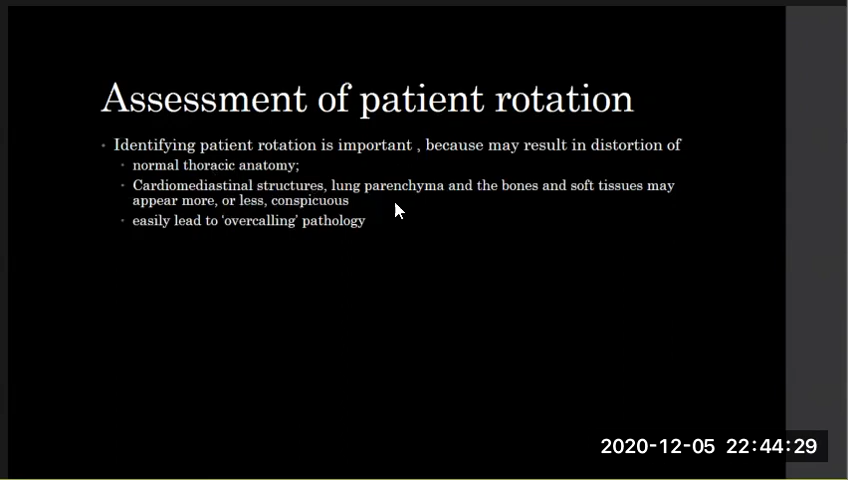 Assessment of patient rotation
Identifying patient rotation is important , because may result in distortion of
normal thoracic anatomy;
Cardiomediastinal structures, lung parenchyma and the bones and soft tissues may
appear more, or less, conspicuous
easily lead to 'overcalling' pathology
2020-12-05 22:44:29